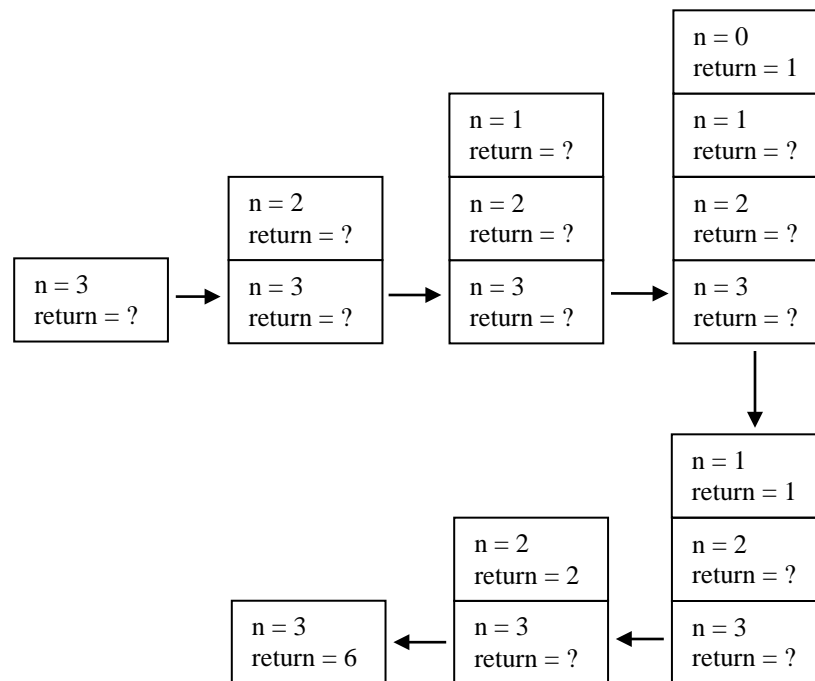 n = 3
return = ?
n = 2
return = ?
n = 3
return = ?
n = 1
return = ?
n = 2
return = ?
n = 3
return = ?
n = 0
return = 1
n = 1
return = ?
n = 2
return = ?
n = 3
return = ?
n = 1
return = 1
n = 2
return = ?
n = 3
return = ?
n = 2
return = 2
n = 3
return = ?
n = 3
return = 6